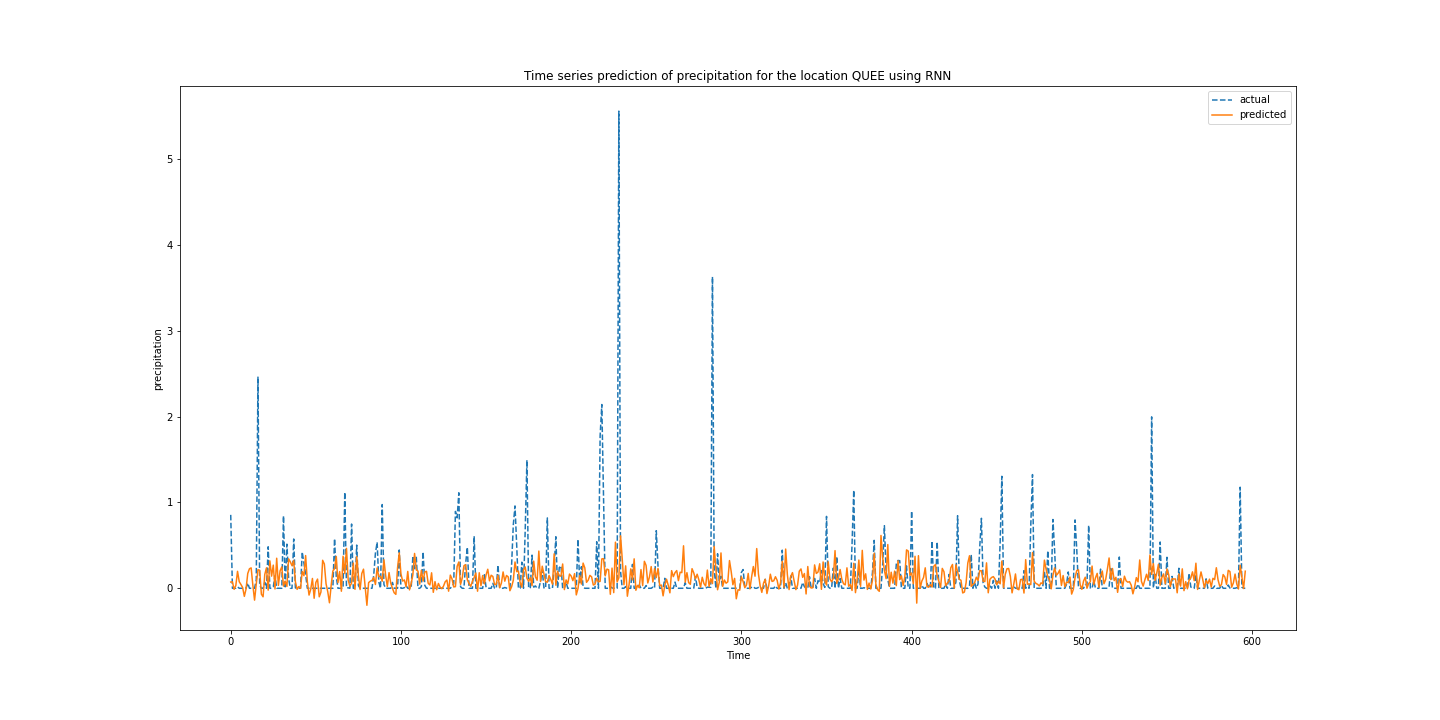 Time series prediction of precipitation for the location QUEE using RNN
actual
predicted
precipitation
5
4
3
2
1
0
0 100 200 300 400 500 600
Time